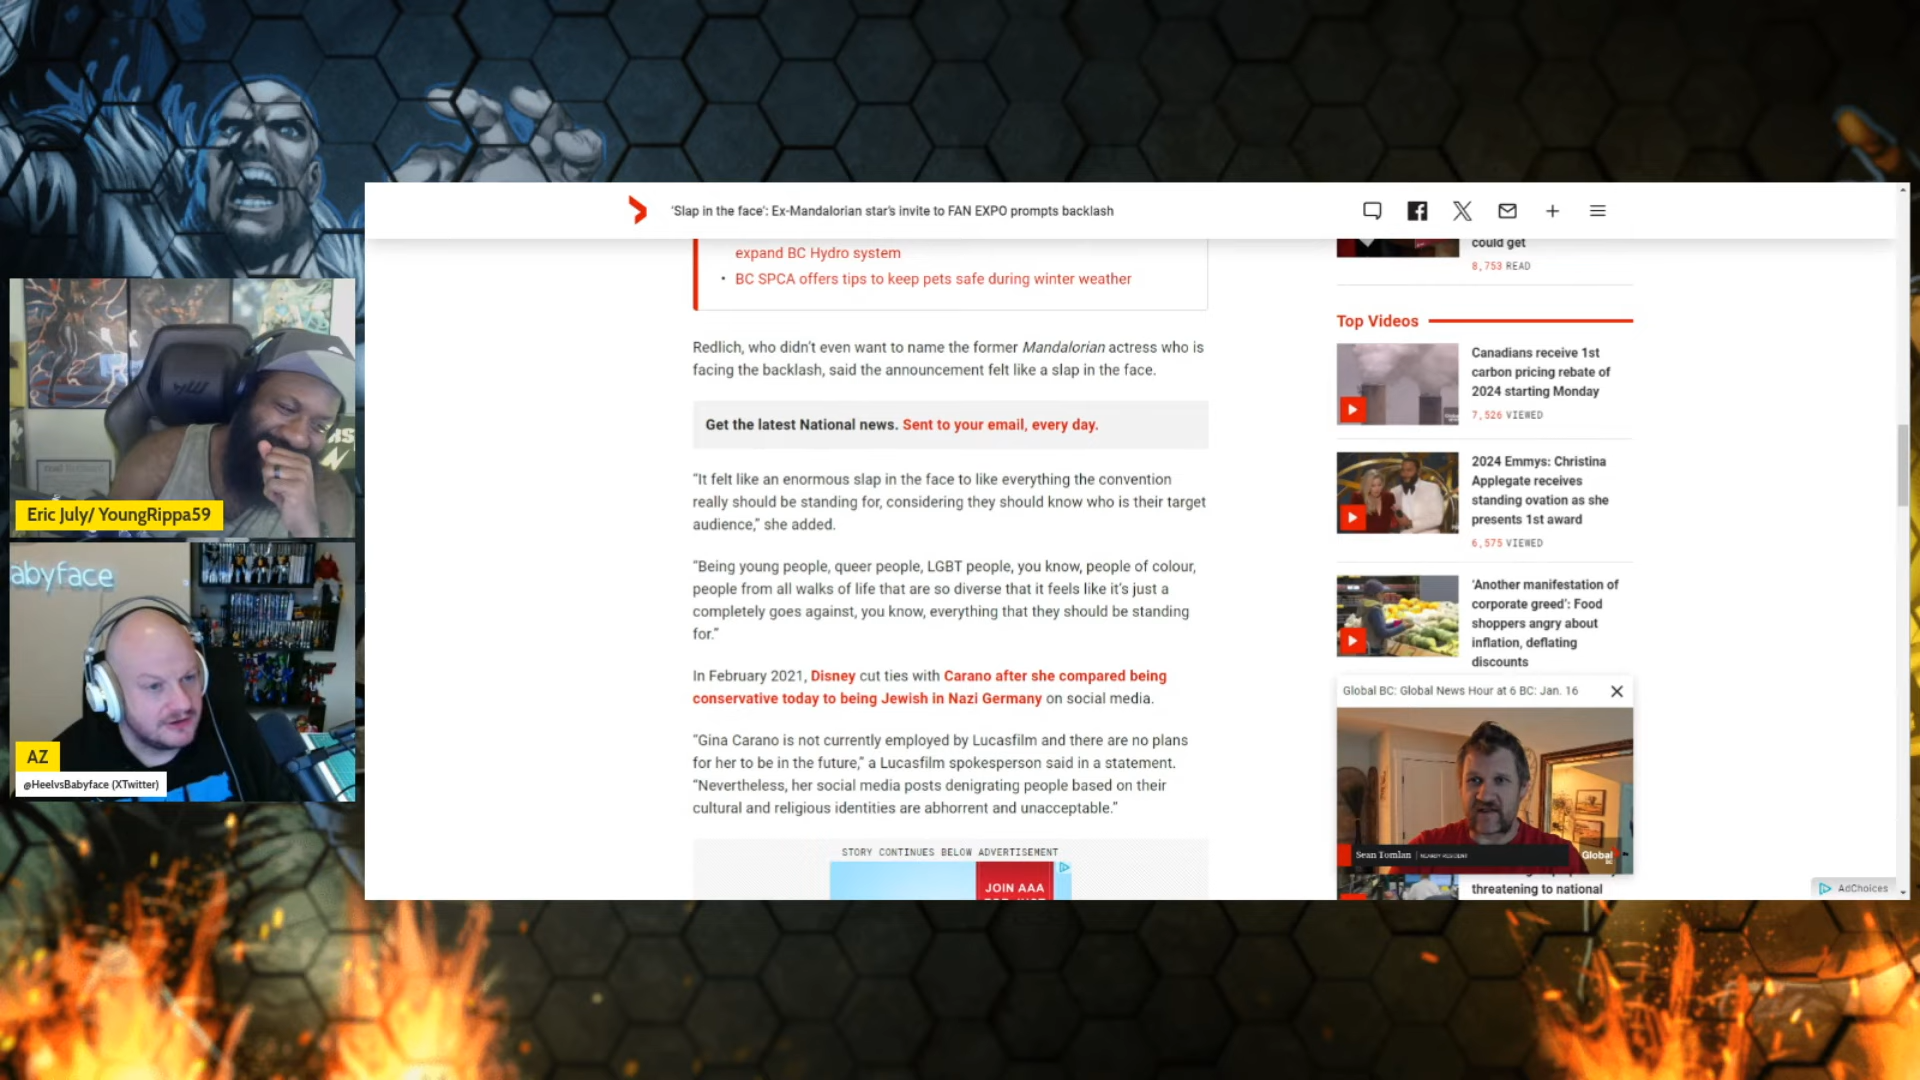 'Slap in the face': Ex-Mandalorian star's invite to FAN EXPO prompts backlash
expand BC Hydro system
• BC SPCA offers tips to keep pets safe during winter weather
Redlich, who didn't even want to name the former Mandalorian actress who is
facing the backlash, said the announcement felt like a slap in the face.
Get the latest National news. Sent to your email, every day.
"It felt like an enormous slap in the face to like everything the convention
really should be standing for, considering they should know who is their target
audience," she added.
"Being young people, queer people, LGBT people, you know, people of colour,
people from all walks of life that are so diverse that it feels like it's just a
completely goes against, you know, everything that they should be standing
for."
In February 2021, Disney cut ties with Carano after she compared being
conservative today to being Jewish in Nazi Germany on social media.
"Gina Carano is not currently employed by Lucasfilm and there are no plans
for her to be in the future," a Lucasfilm spokesperson said in a statement.
"Nevertheless, her social media posts denigrating people based on their
cultural and religious identities are abhorrent and unacceptable."
STORY CONTINUES BELOW ADVERTISEMENT
JOIN AAA
could get
8,753 READ
Top Videos
Canadians receive 1st
carbon pricing rebate of
2024 starting Monday
7,526 VIEWED
2024 Emmys: Christina
Applegate receives
standing ovation as she
presents 1st award
6,575 VIEWED
'Another manifestation of
corporate greed': Food
shoppers angry about
inflation, deflating
discounts
Global BC: Global News Hour at 6 BC: Jan. 16
Sean Tomlan | NEARBY RESIDENT
Global
BC
threatening to national
AdChoices
Eric July/ YoungRippa59
abyface
AZ
@HeelvsBabyface (XTwitter)